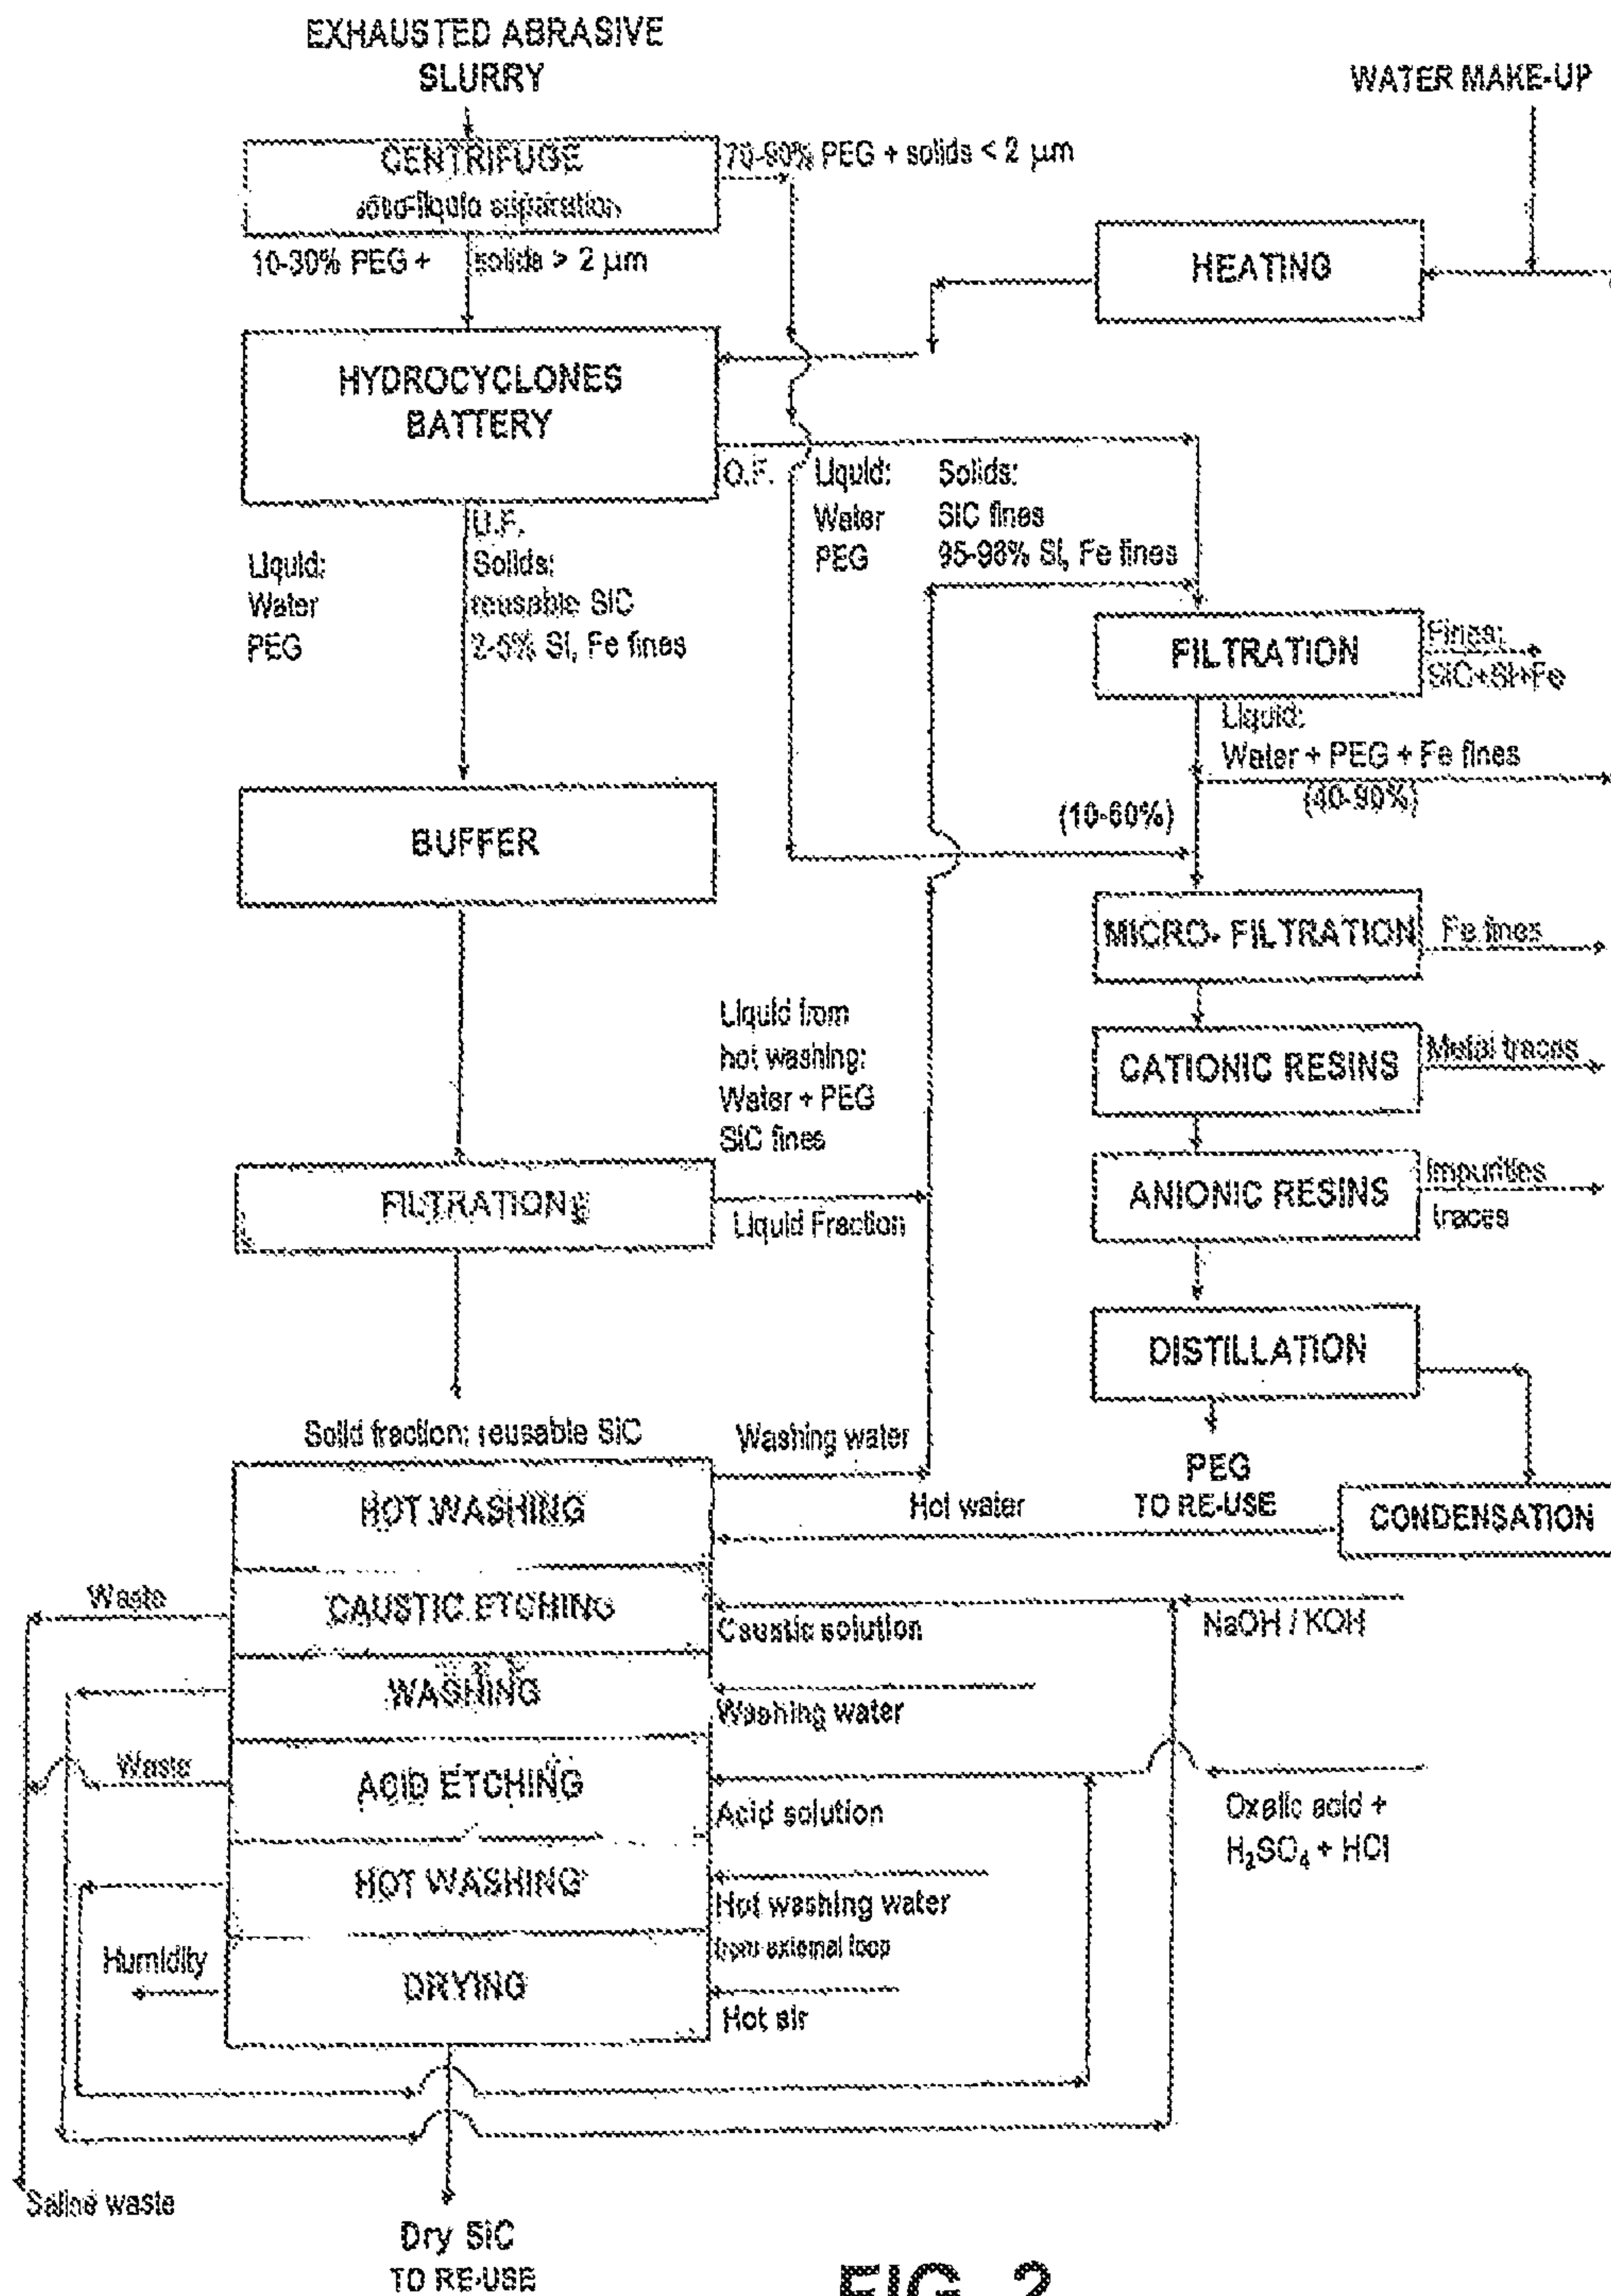 EXHAUSTED ABRASIVE
SLURRY
WATER MAKE-UP
CENTRIFUGE
70-90% PEG + solids < 2 µm
separation
10-30% PEG +
solids > 2 µm
HEATING
HYDROCYCLONES
BATTERY
O.F.
Liquid:
Water
PEG
Solids:
SiC fines
95-98% Si, Fe fines
U.F.
Liquid:
Water
PEG
Solids:
reusable SiC
2-5% Si, Fe fines
FILTRATION
Fines:
SiC+Si+Fe
Liquid:
Water + PEG + Fe fines
(40-90%)
(10-60%)
BUFFER
MICRO- FILTRATION
Fe fines
Liquid from
hot washing:
Water + PEG
SiC fines
CATIONIC RESINS
Metal traces
FILTRATION
Liquid Fraction
ANIONIC RESINS
Impurities
traces
DISTILLATION
Solid fraction: reusable SiC
Washing water
PEG
TO RE-USE
HOT WASHING
Hot water
CONDENSATION
Waste
CAUSTIC ETCHING
Caustic solution
NaOH / KOH
WASHING
Washing water
Waste
ACID ETCHING
Acid solution
Oxalic acid +
H₂SO₄ + HCl
HOT WASHING
Hot washing water
from external loop
Humidity
DRYING
Hot air
Saline waste
Dry SiC
TO RE-USE
FIG. 2